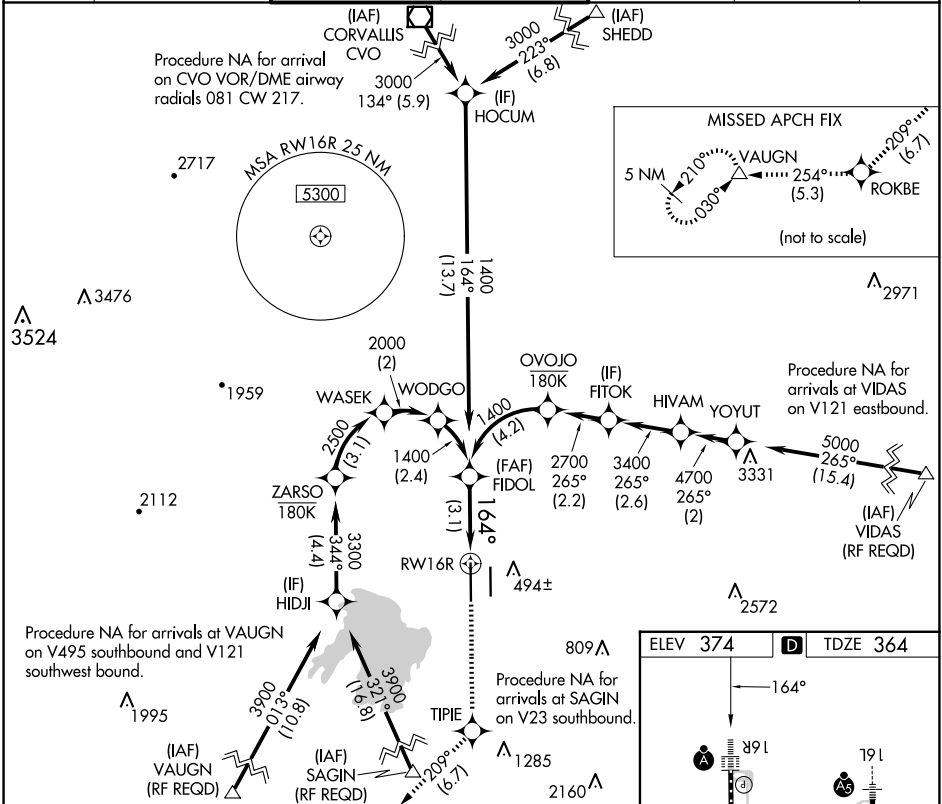 (IAF)
CORVALLIS
CVO
(IAF)
SHEDD
3000
223°
(6.8)
Procedure NA for arrival
on CVO VOR/DME airway
radials 081 CW 217.
3000
134° (5.9)
(IF)
HOCUM
MISSED APCH FIX
209°
(6.7)
VAUGN
5 NM
210°
030°
254°
(5.3)
ROKBE
(not to scale)
2717
MSA RW16R 25 NM
5300
1400
164°
(13.7)
3476
3524
2971
2000
(2)
OVOJO
180K
(IF)
FITOK
HIVAM
YOYUT
Procedure NA for
arrivals at VIDAS
on V121 eastbound.
1959
WASEK
WODGO
1400
(4.2)
2500
(3.1)
1400
(2.4)
(FAF)
FIDOL
2700
265°
(2.2)
3400
265°
(2.6)
4700
265°
(2)
3331
5000
265°
(15.4)
(IAF)
VIDAS
(RF REQD)
2112
ZARSO
180K
(3.1)
164°
3300
344°
(4.4)
RW16R
494±
2572
(IF)
HIDJI
Procedure NA for arrivals at VAUGN
on V495 southbound and V121
southwest bound.
809
1995
3900
013°
(10.8)
3900
321°
(16.8)
Procedure NA for
arrivals at SAGIN
on V23 southbound.
TIPIE
209°
(6.7)
1285
2160
(IAF)
VAUGN
(RF REQD)
(IAF)
SAGIN
(RF REQD)
ELEV 374
D
TDZE 364
164°
16R
A
P
16L
A5